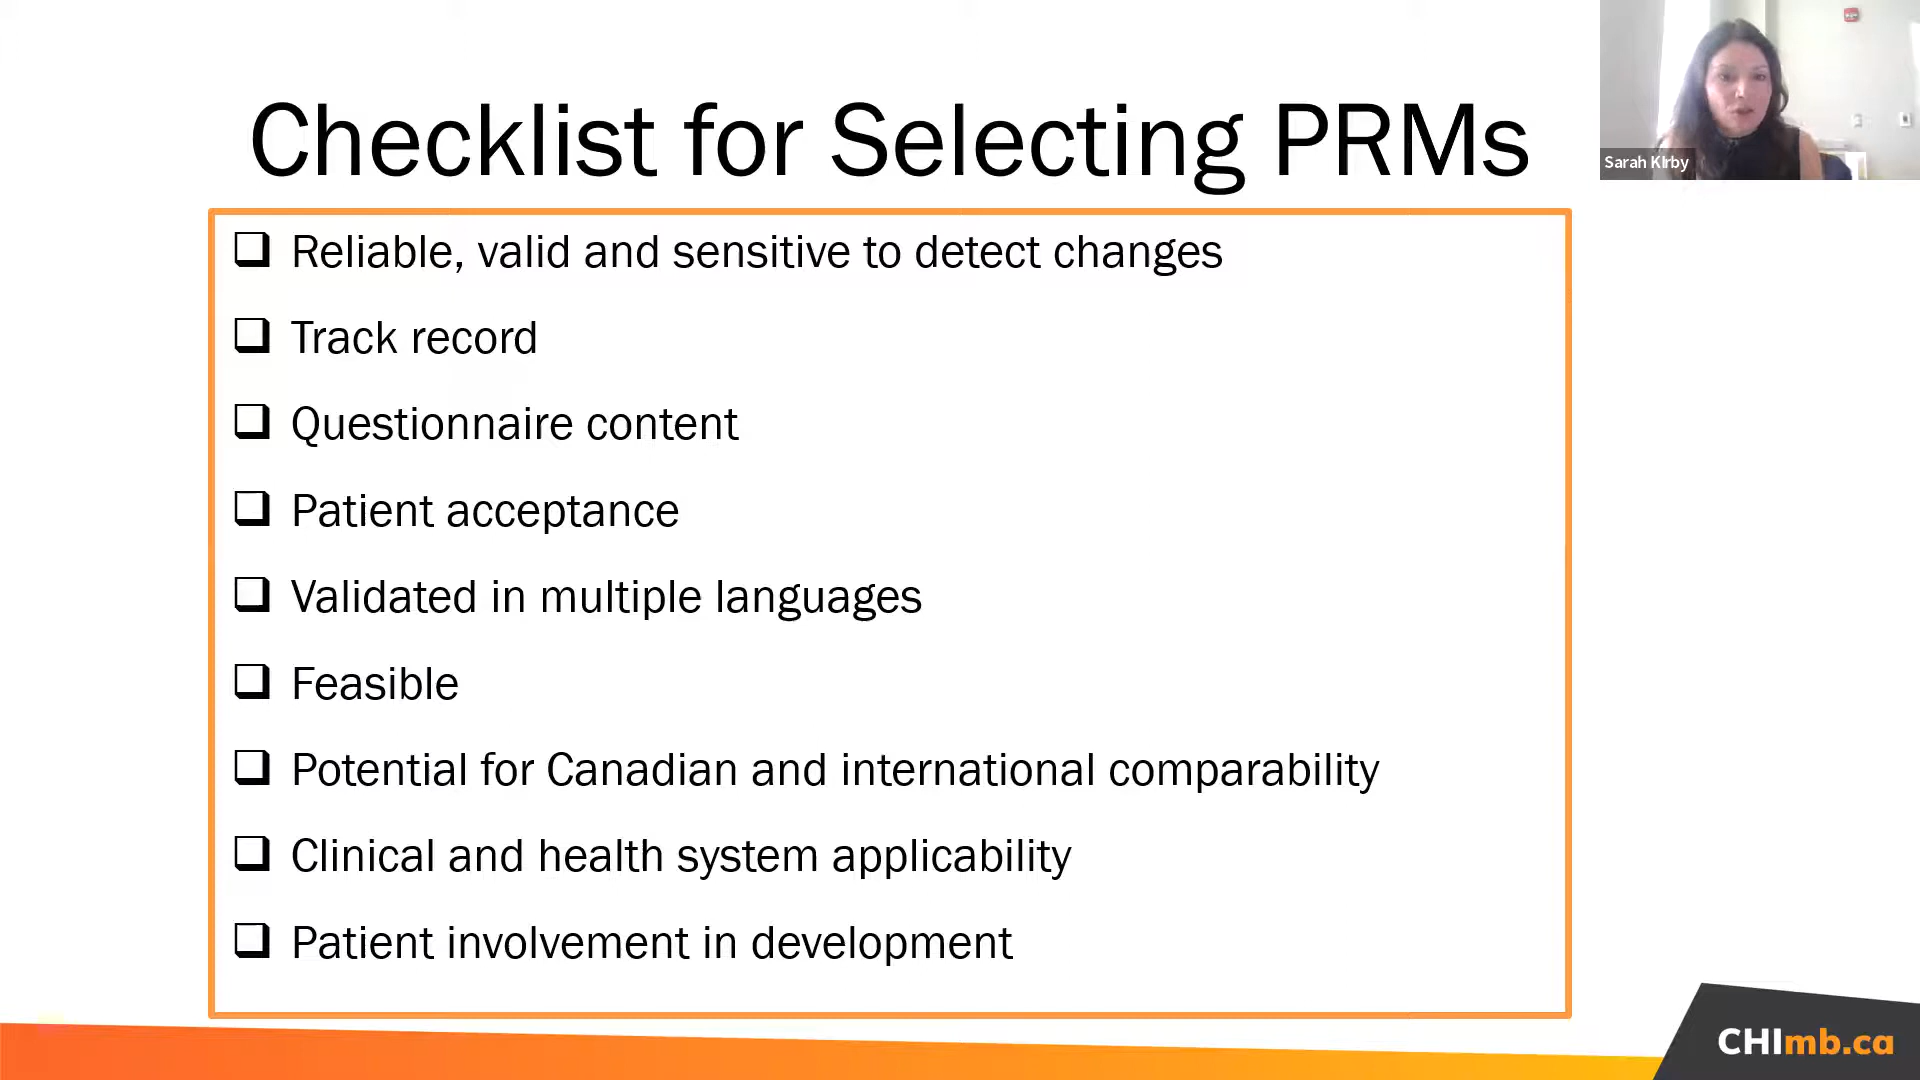 Checklist for Selecting PRMs
Sarah Kirby
Reliable, valid and sensitive to detect changes
Track record
Questionnaire content
Patient acceptance
Validated in multiple languages
Feasible
Potential for Canadian and international comparability
Clinical and health system applicability
Patient involvement in development
CHImb.ca